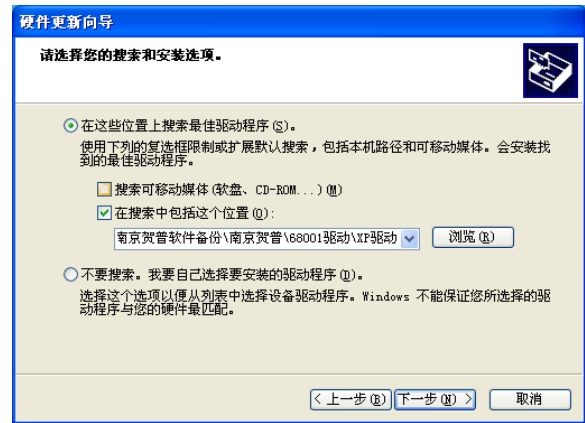 硬件更新向导
请选择您的搜索和安装选项。
在这些位置上搜索最佳驱动程序(S)。
使用下列的复选框限制或扩展默认搜索，包括本机路径和可移动媒体。会安装找
到的最佳驱动程序。
搜索可移动媒体(软盘、CD-ROM...)(M)
在搜索中包括这个位置(O):
南京贺普软件备份\南京贺普\68001驱动\XP驱动
浏览(R)
不要搜索。我要自己选择要安装的驱动程序(D)。
选择这个选项以便从列表中选择设备驱动程序。Windows 不能保证您所选择的驱
动程序与您的硬件最匹配。
< 上一步(B) 下一步(N) > 取消